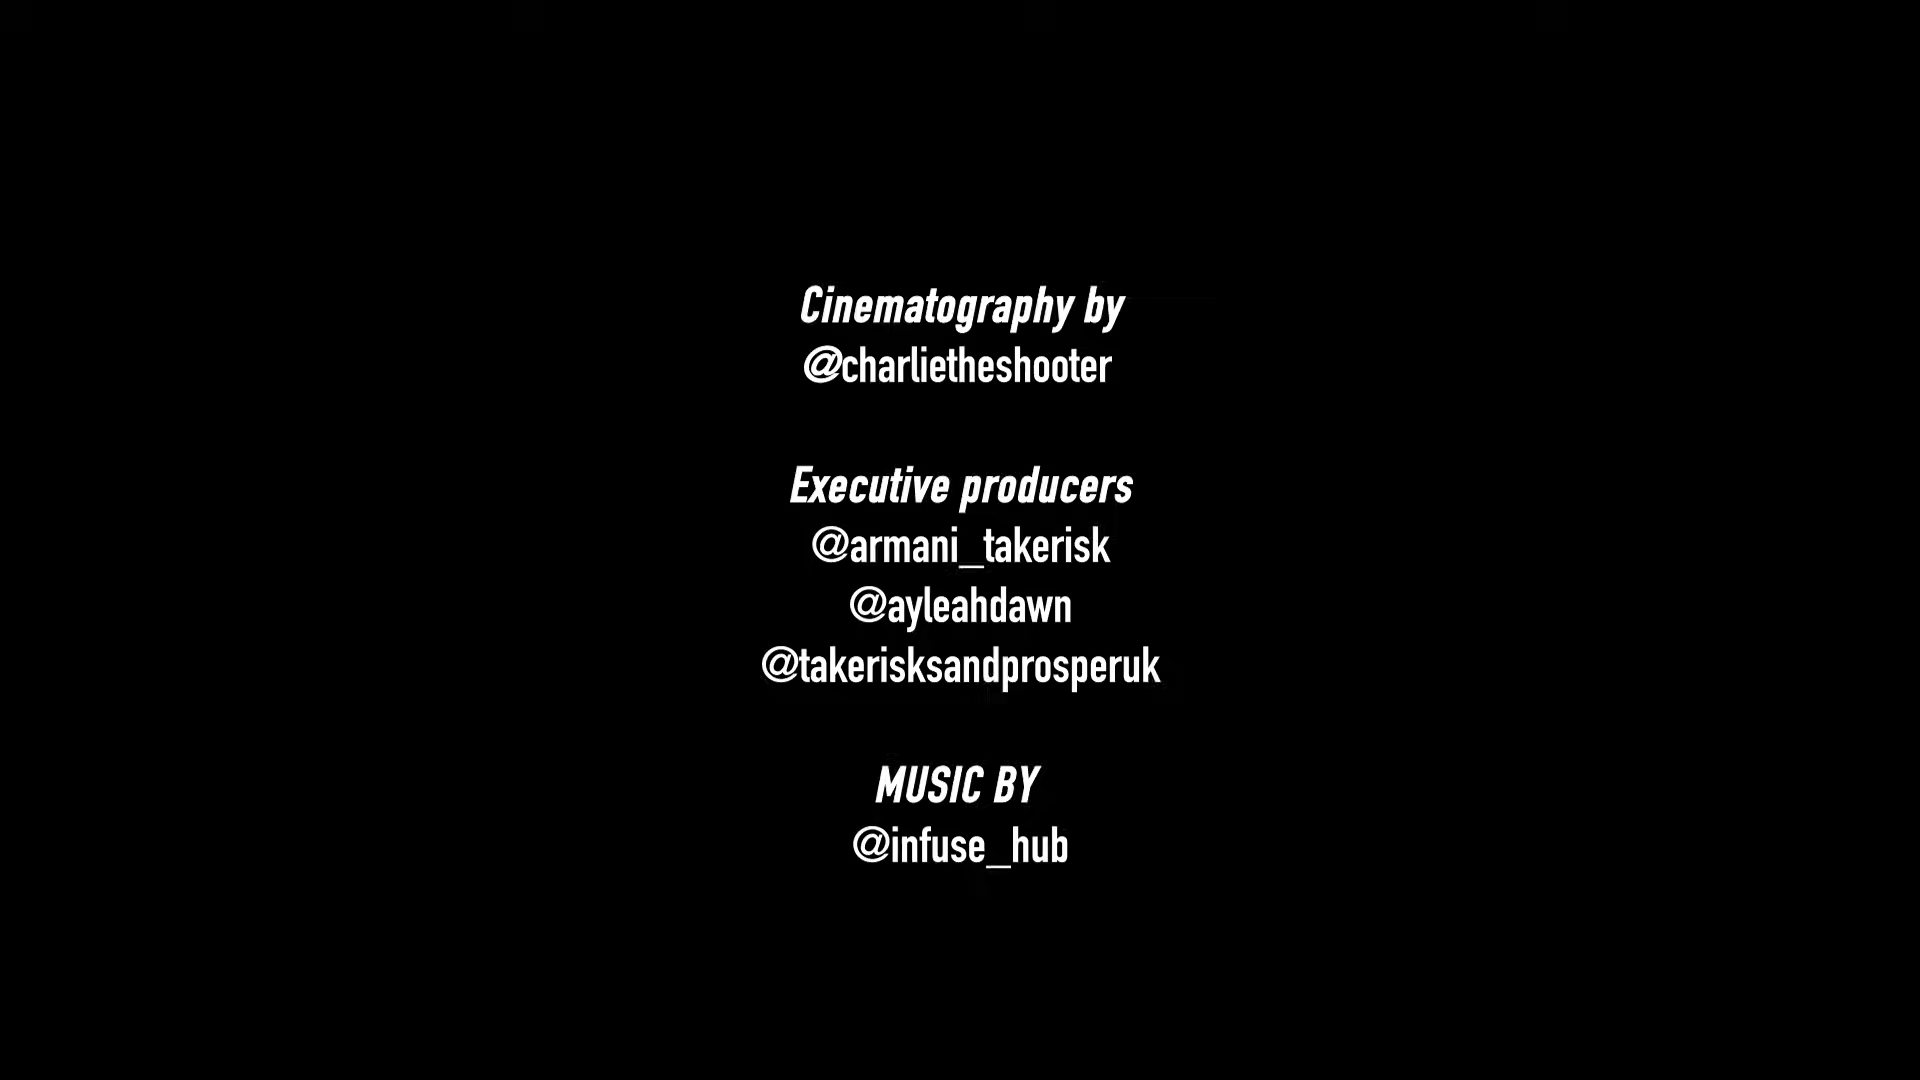 Cinematography by
@charlietheshooter
Executive producers
@armani_takerisk
@ayleahdawn
@takerisksandprosperuk
MUSIC BY
@infuse_hub